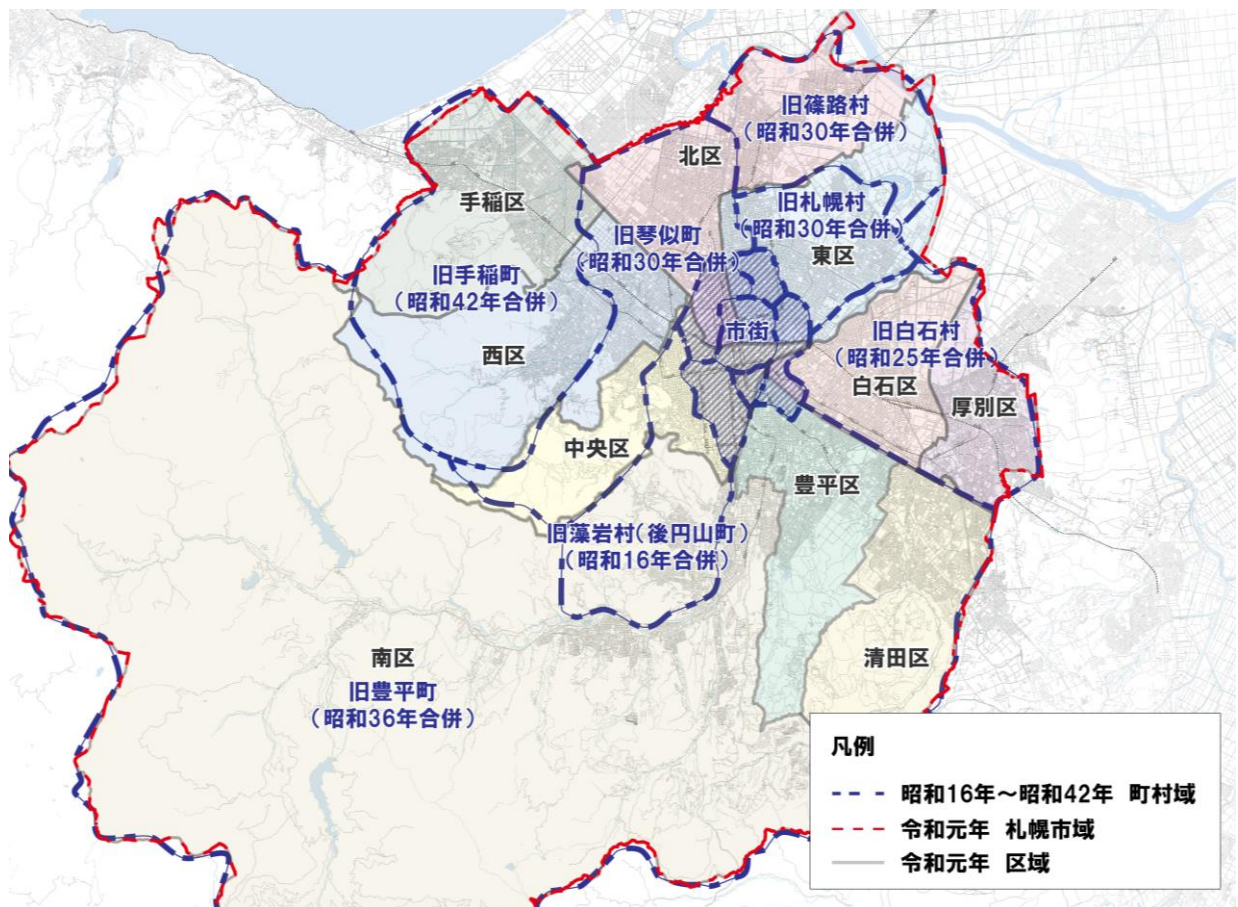 旧篠路村
（昭和30年合併）
北区
手稲区
旧札幌村
（昭和30年合併）
東区
旧琴似町
（昭和30年合併）
旧手稲町
（昭和42年合併）
市街
旧白石村
（昭和25年合併）
西区
白石区
厚別区
中央区
豊平区
旧藻岩村（後円山町）
（昭和16年合併）
南区
清田区
旧豊平町
（昭和36年合併）
凡例
昭和16年～昭和42年 町村域
令和元年 札幌市域
令和元年 区域